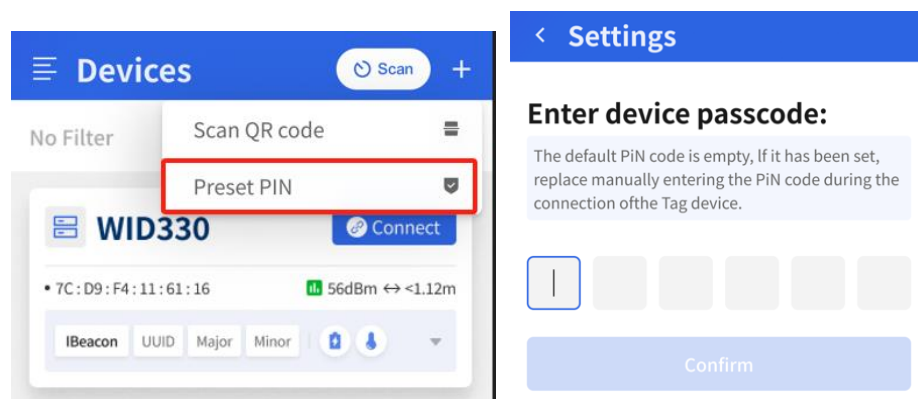 Devices
Scan
+
No Filter
Scan QR code
Preset PIN
WID330
Connect
• 7C:D9:F4:11:61:16
56dBm ↔ <1.12m
IBeacon
UUID
Major
Minor
< Settings
Enter device passcode:
The default PiN code is empty, lf it has been set,
replace manually entering the PiN code during the
connection ofthe Tag device.
Confirm